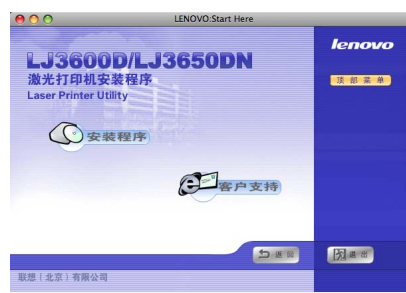 LENOVO:Start Here
lenovo
LJ3600D/LJ3650DN
激光打印机安装程序
Laser Printer Utility
顶部菜单
安装程序
客户支持
返回
退出
联想（北京）有限公司